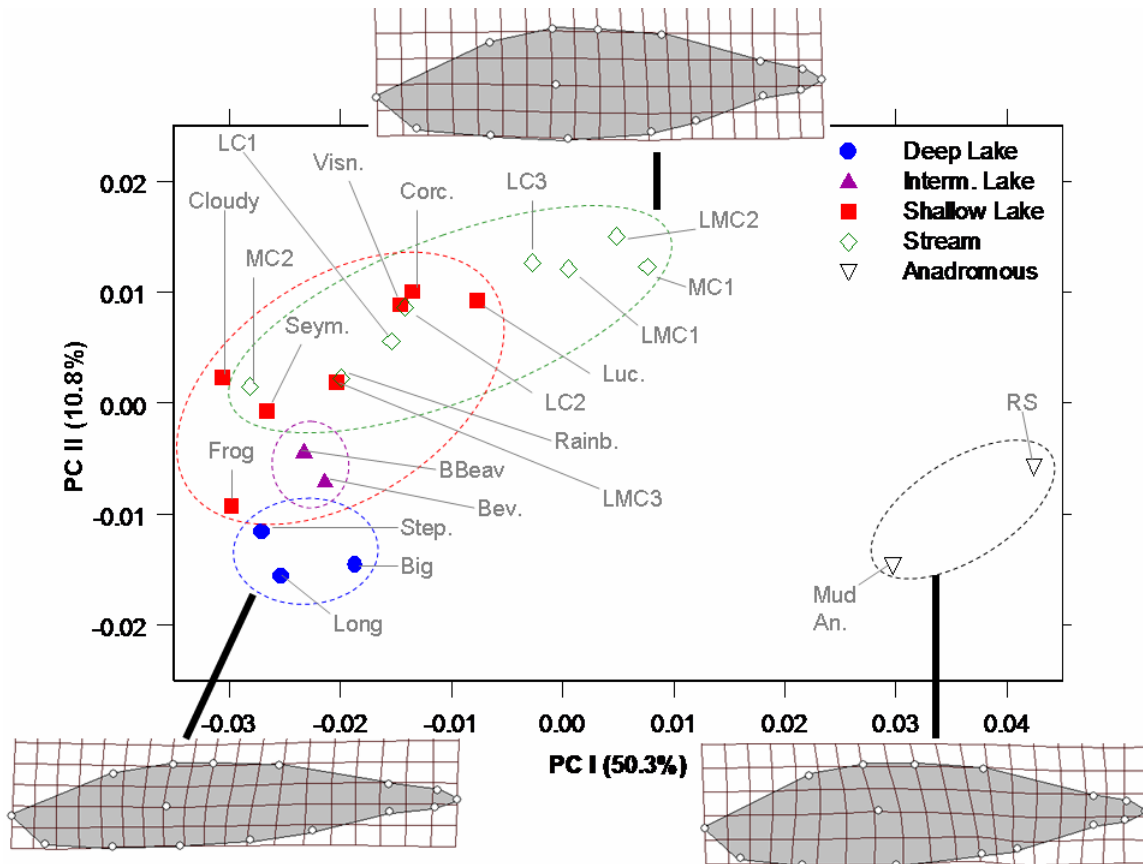 LC1
Visn.
Corc.
LC3
Cloudy
LMC2
MC2
MC1
Seym.
LMC1
Luc.
LC2
Frog
Rainb.
RS
BBeav
LMC3
Bev.
Step.
Big
Long
Mud
An.
Deep Lake
Interm. Lake
Shallow Lake
Stream
Anadromous
0.02
0.01
0.00
-0.01
-0.02
PC II (10.8%)
-0.03 -0.02 -0.01 0.00 0.01 0.02 0.03 0.04
PC I (50.3%)